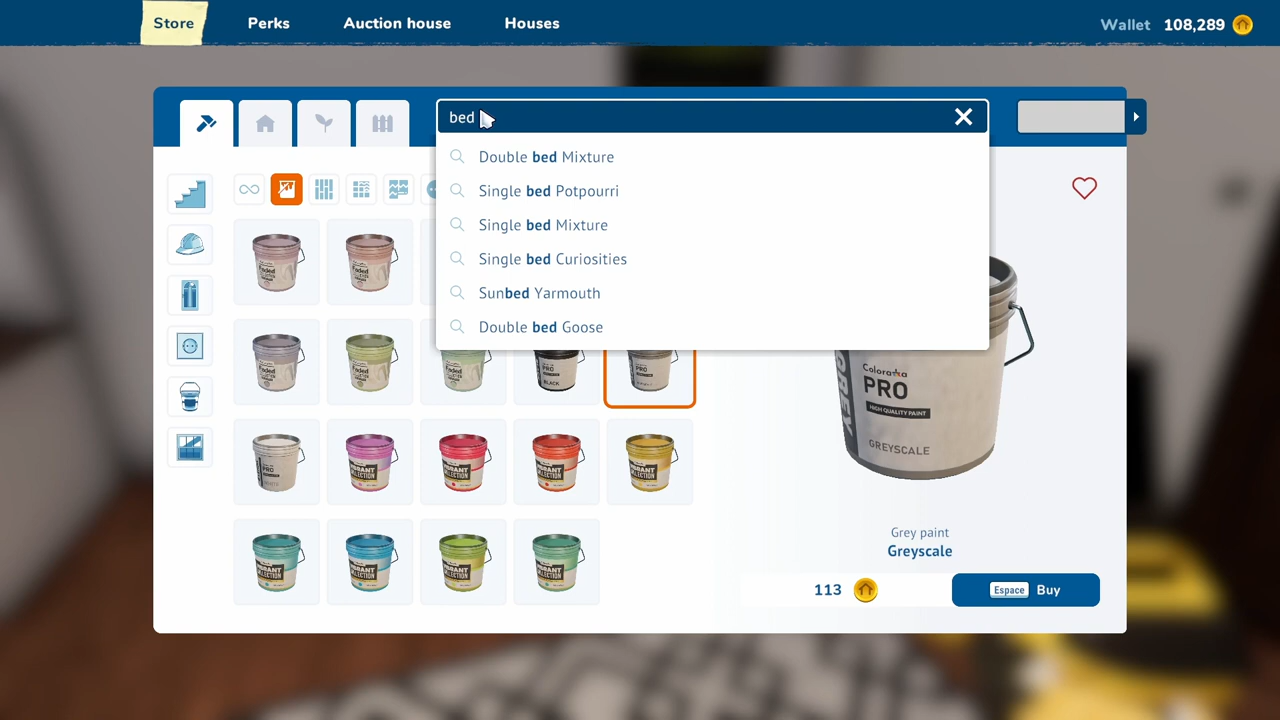 Store Perks Auction house Houses Wallet 108,289
bed
Double bed Mixture
Single bed Potpourri
Single bed Mixture
Single bed Curiosities
Sunbed Yarmouth
Double bed Goose
Colorama
PRO
HIGH QUALITY PAINT
GREYSCALE
GREY
Grey paint
Greyscale
113
Espace Buy